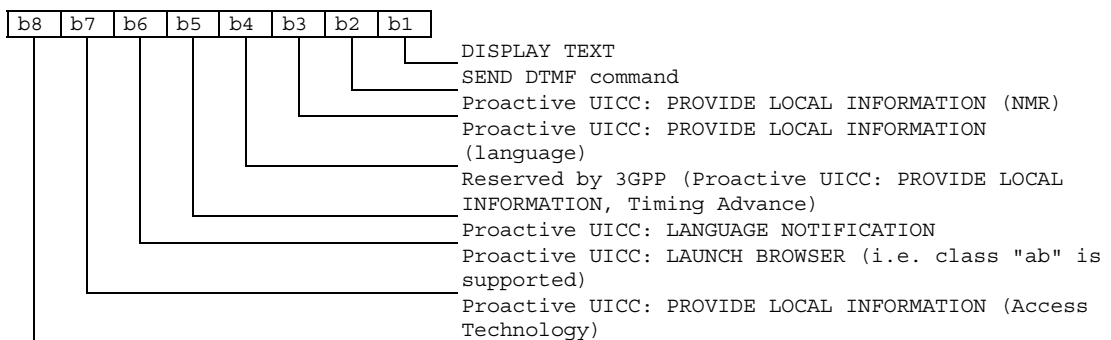 b8 b7 b6 b5 b4 b3 b2 b1
DISPLAY TEXT
SEND DTMF command
Proactive UICC: PROVIDE LOCAL INFORMATION (NMR)
Proactive UICC: PROVIDE LOCAL INFORMATION
(language)
Reserved by 3GPP (Proactive UICC: PROVIDE LOCAL
INFORMATION, Timing Advance)
Proactive UICC: LANGUAGE NOTIFICATION
Proactive UICC: LAUNCH BROWSER (i.e. class "ab" is
supported)
Proactive UICC: PROVIDE LOCAL INFORMATION (Access
Technology)